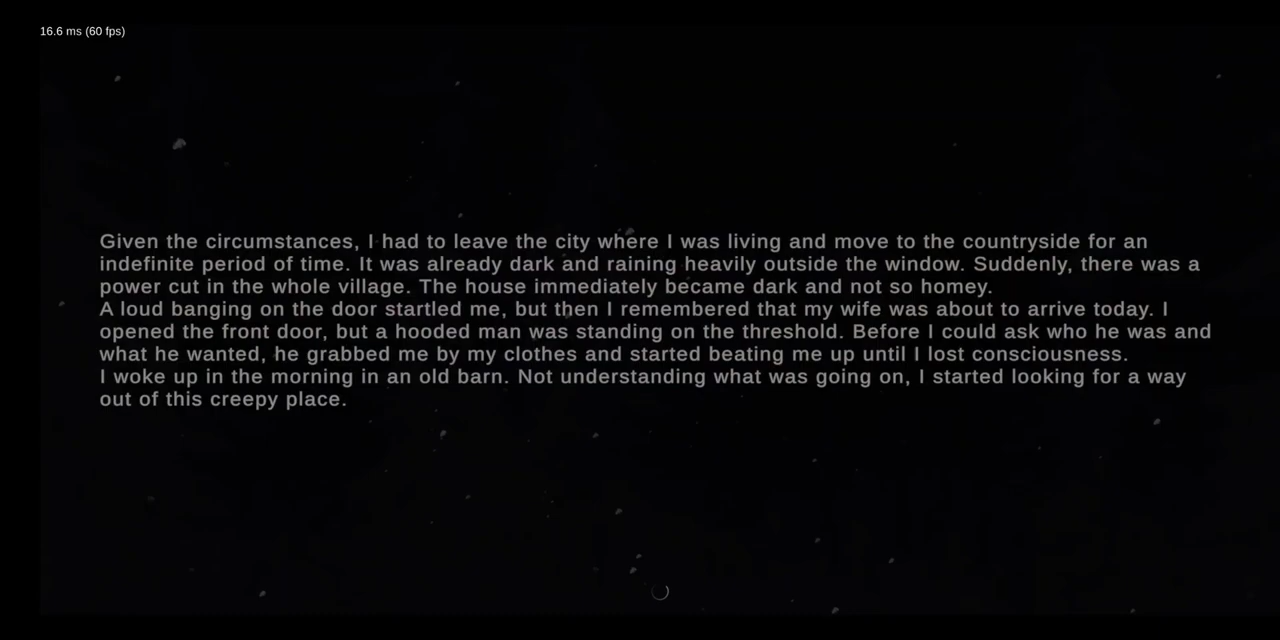 16.6 ms (60 fps)
Given the circumstances, I had to leave the city where I was living and move to the countryside for an
indefinite period of time. It was already dark and raining heavily outside the window. Suddenly, there was a
power cut in the whole village. The house immediately became dark and not so homey.
A loud banging on the door startled me, but then I remembered that my wife was about to arrive today. I
opened the front door, but a hooded man was standing on the threshold. Before I could ask who he was and
what he wanted, he grabbed me by my clothes and started beating me up until I lost consciousness.
I woke up in the morning in an old barn. Not understanding what was going on, I started looking for a way
out of this creepy place.